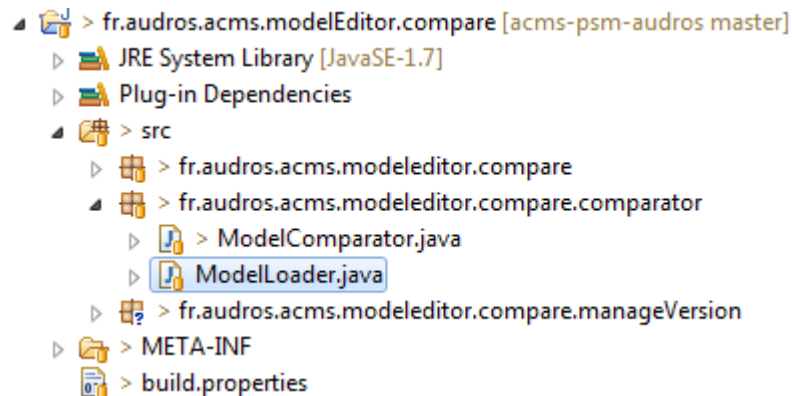 > fr.audros.acms.modelEditor.compare [acms-psm-audros master]
JRE System Library [JavaSE-1.7]
Plug-in Dependencies
> src
> fr.audros.acms.modeleditor.compare
> fr.audros.acms.modeleditor.compare.comparator
> ModelComparator.java
ModelLoader.java
> fr.audros.acms.modeleditor.compare.manageVersion
> META-INF
> build.properties